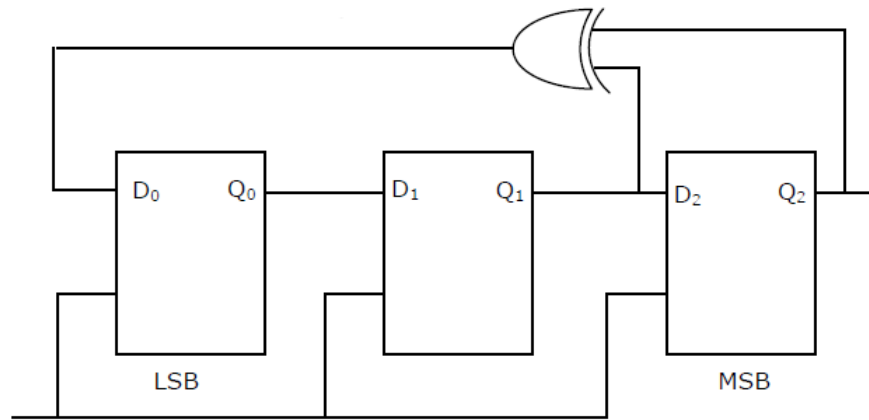 D₀ Q₀ D₁ Q₁ D₂ Q₂
LSB MSB